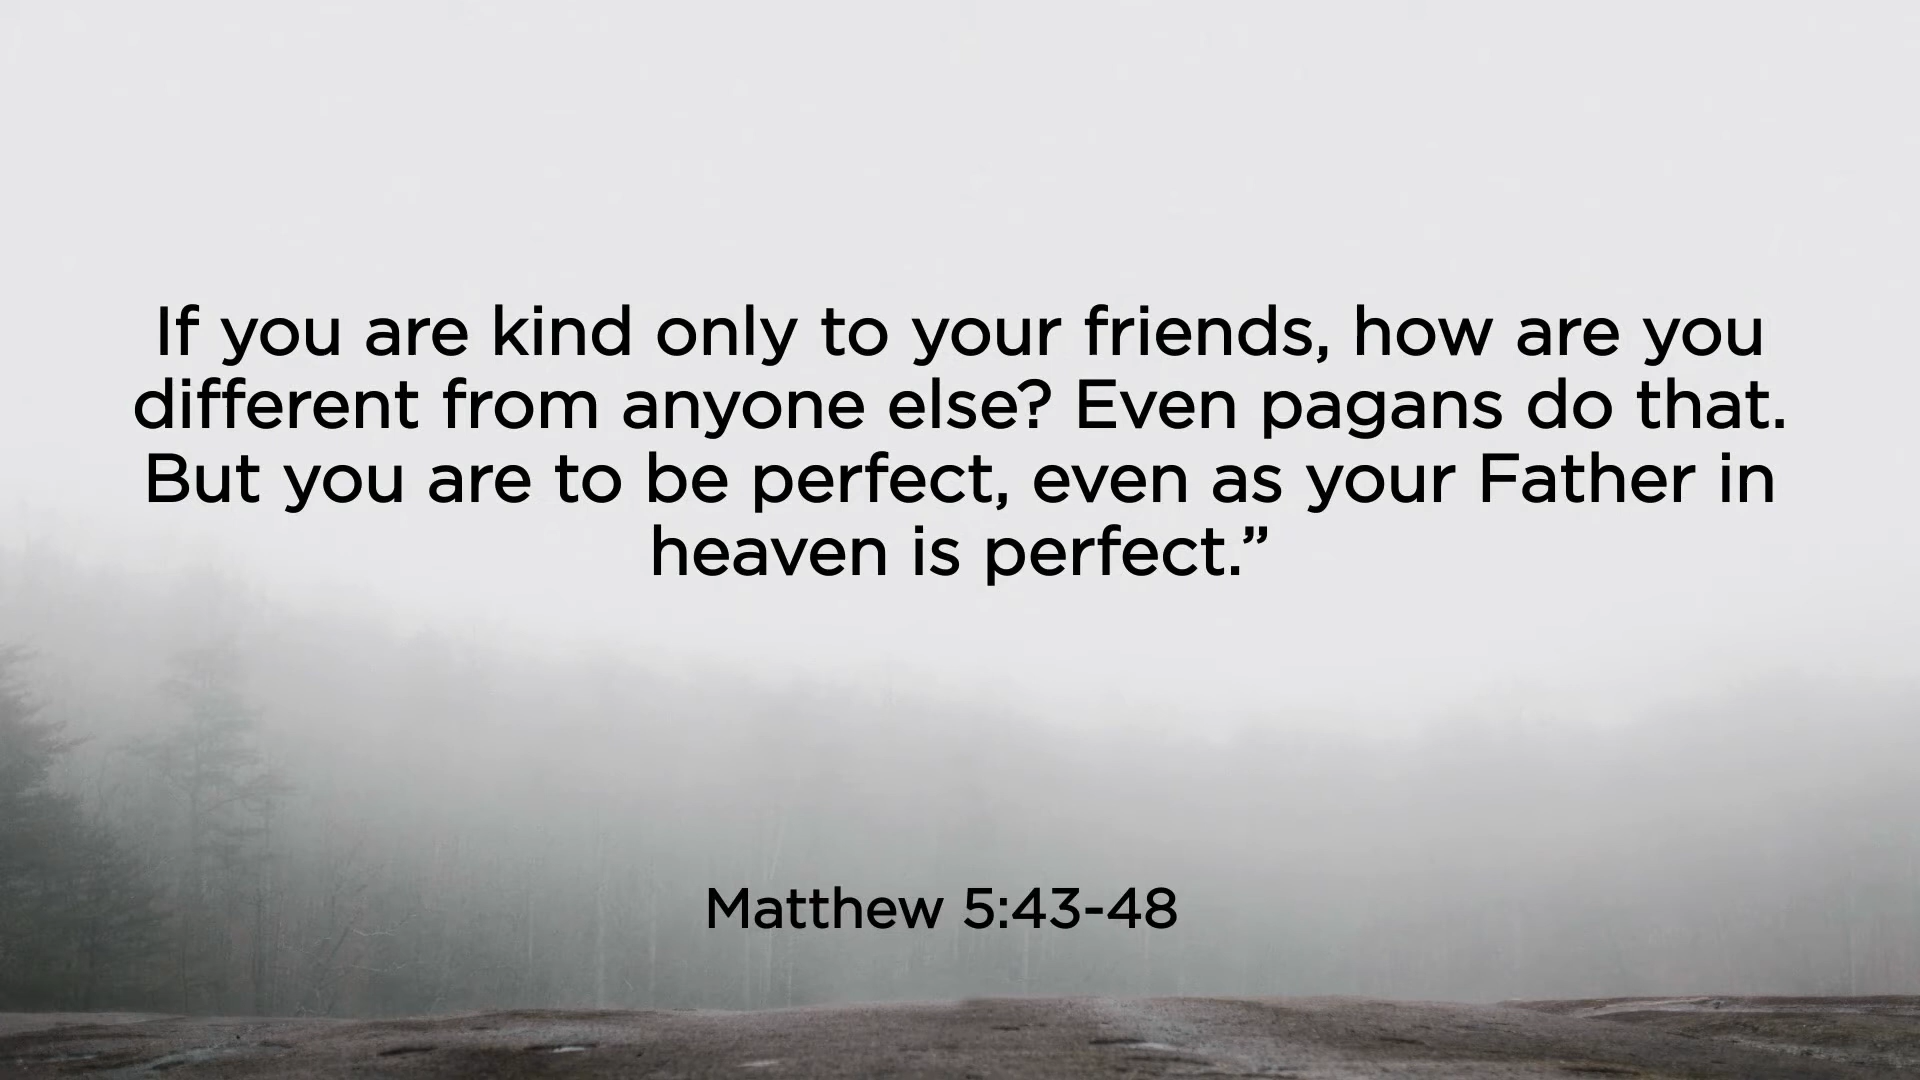 If you are kind only to your friends, how are you
different from anyone else? Even pagans do that.
But you are to be perfect, even as your Father in
heaven is perfect.”
Matthew 5:43-48